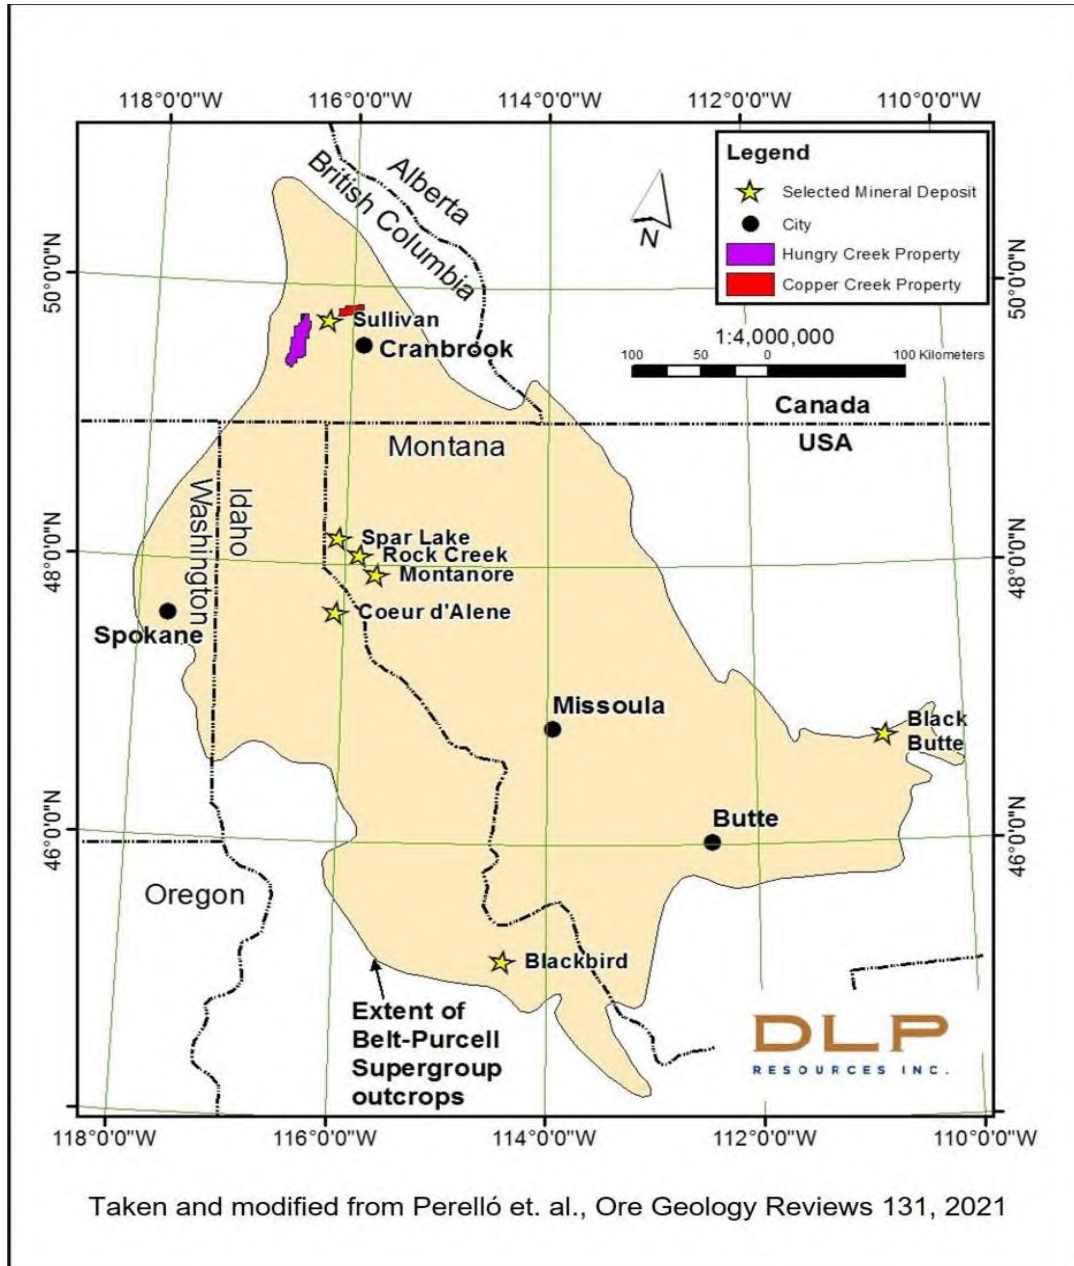 118°0'0"W 116°0'0"W 114°0'0"W 112°0'0"W 110°0'0"W
Alberta
British Columbia
N
Legend
Selected Mineral Deposit
City
Hungry Creek Property
Copper Creek Property
1:4,000,000
100 50 0 100 Kilometers
50°0'0"N
50°0'0"N
Sullivan
Cranbrook
Canada
USA
Montana
Idaho
Washington
48°0'0"N
48°0'0"N
Spar Lake
Rock Creek
Montanore
Coeur d'Alene
Spokane
Missoula
Black
Butte
Butte
46°0'0"N
46°0'0"N
Oregon
Blackbird
Extent of
Belt-Purcell
Supergroup
outcrops
DLP
RESOURCES INC.
118°0'0"W 116°0'0"W 114°0'0"W 112°0'0"W 110°0'0"W
Taken and modified from Perelló et. al., Ore Geology Reviews 131, 2021